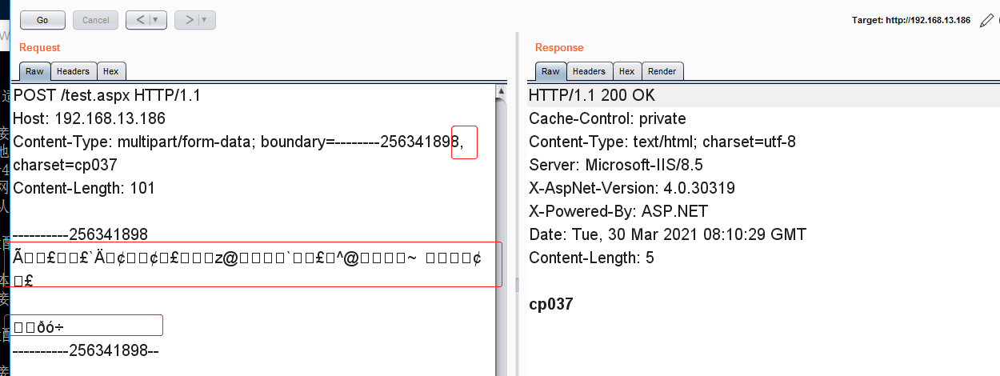 Go
Cancel
<
>
Target: http://192.168.13.186
Request
Response
Raw
Headers
Hex
Raw
Headers
Hex
Render
POST /test.aspx HTTP/1.1
Host: 192.168.13.186
Content-Type: multipart/form-data; boundary=--------256341898,
charset=cp037
Content-Length: 101
----------256341898
Ã□□£□□£`Ä□¢□□¢□£□□□z@□□□□`□□£□^@□□□□~ □□□□¢
□£
□□ðó÷
----------256341898--
HTTP/1.1 200 OK
Cache-Control: private
Content-Type: text/html; charset=utf-8
Server: Microsoft-IIS/8.5
X-AspNet-Version: 4.0.30319
X-Powered-By: ASP.NET
Date: Tue, 30 Mar 2021 08:10:29 GMT
Content-Length: 5
cp037